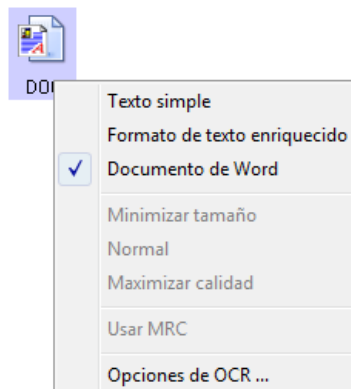 Texto simple
Formato de texto enriquecido
Documento de Word
Minimizar tamaño
Normal
Maximizar calidad
Usar MRC
Opciones de OCR ...